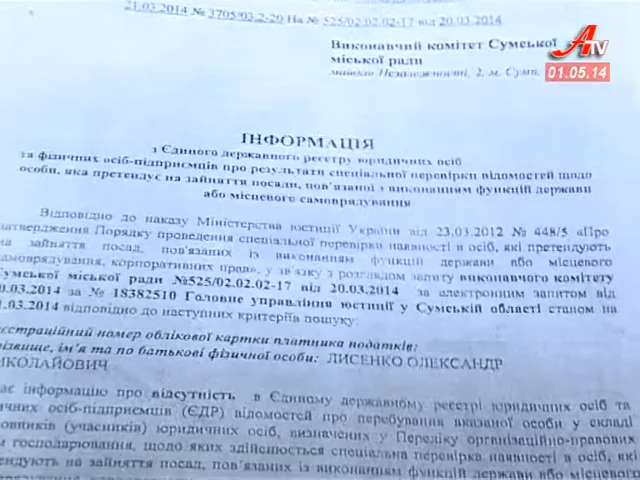 21.03.2014 № 3705/03.2-20 На № 525/02.02.02-17 від 20.03.2014
Виконавчий комітет Сумської
міської ради
майдан Незалежності, 2, м. Суми,
АTV
01.05.14
ІНФОРМАЦІЯ
з Єдиного державного реєстру юридичних осіб
та фізичних осіб-підприємців про результати спеціальної перевірки відомостей щодо
особи, яка претендує на зайняття посади, пов'язаної з виконанням функцій держави
або місцевого самоврядування
Відповідно до наказу Міністерства юстиції України від 23.03.2012 № 448/5 «Про
затвердження Порядку проведення спеціальної перевірки наявності в осіб, які претендують
на зайняття посад, пов'язаних із виконанням функцій держави або місцевого
самоврядування, корпоративних прав», у зв'язку з розглядом запиту виконавчого комітету
Сумської міської ради №525/02.02.02-17 від 20.03.2014 за електронним запитом від
0.03.2014 за № 18382510 Головне управління юстиції у Сумській області станом на
1.03.2014 відповідно до наступних критеріїв пошуку:
еєстраційний номер облікової картки платника податків:
різвище, ім'я та по батькові фізичної особи: ЛИСЕНКО ОЛЕКСАНДР
ИКОЛАЙОВИЧ
ає інформацію про відсутність в Єдиному державному реєстрі юридичних осіб та
ичних осіб-підприємців (ЄДР) відомостей про перебування вказаної особи у складі
овників (учасників) юридичних осіб, визначених у Переліку організаційно-правових
м господарювання, щодо яких здійснюється спеціальна перевірка наявності в осіб, які
ендують на зайняття посад, пов'язаних із виконанням функцій держави або місцевого